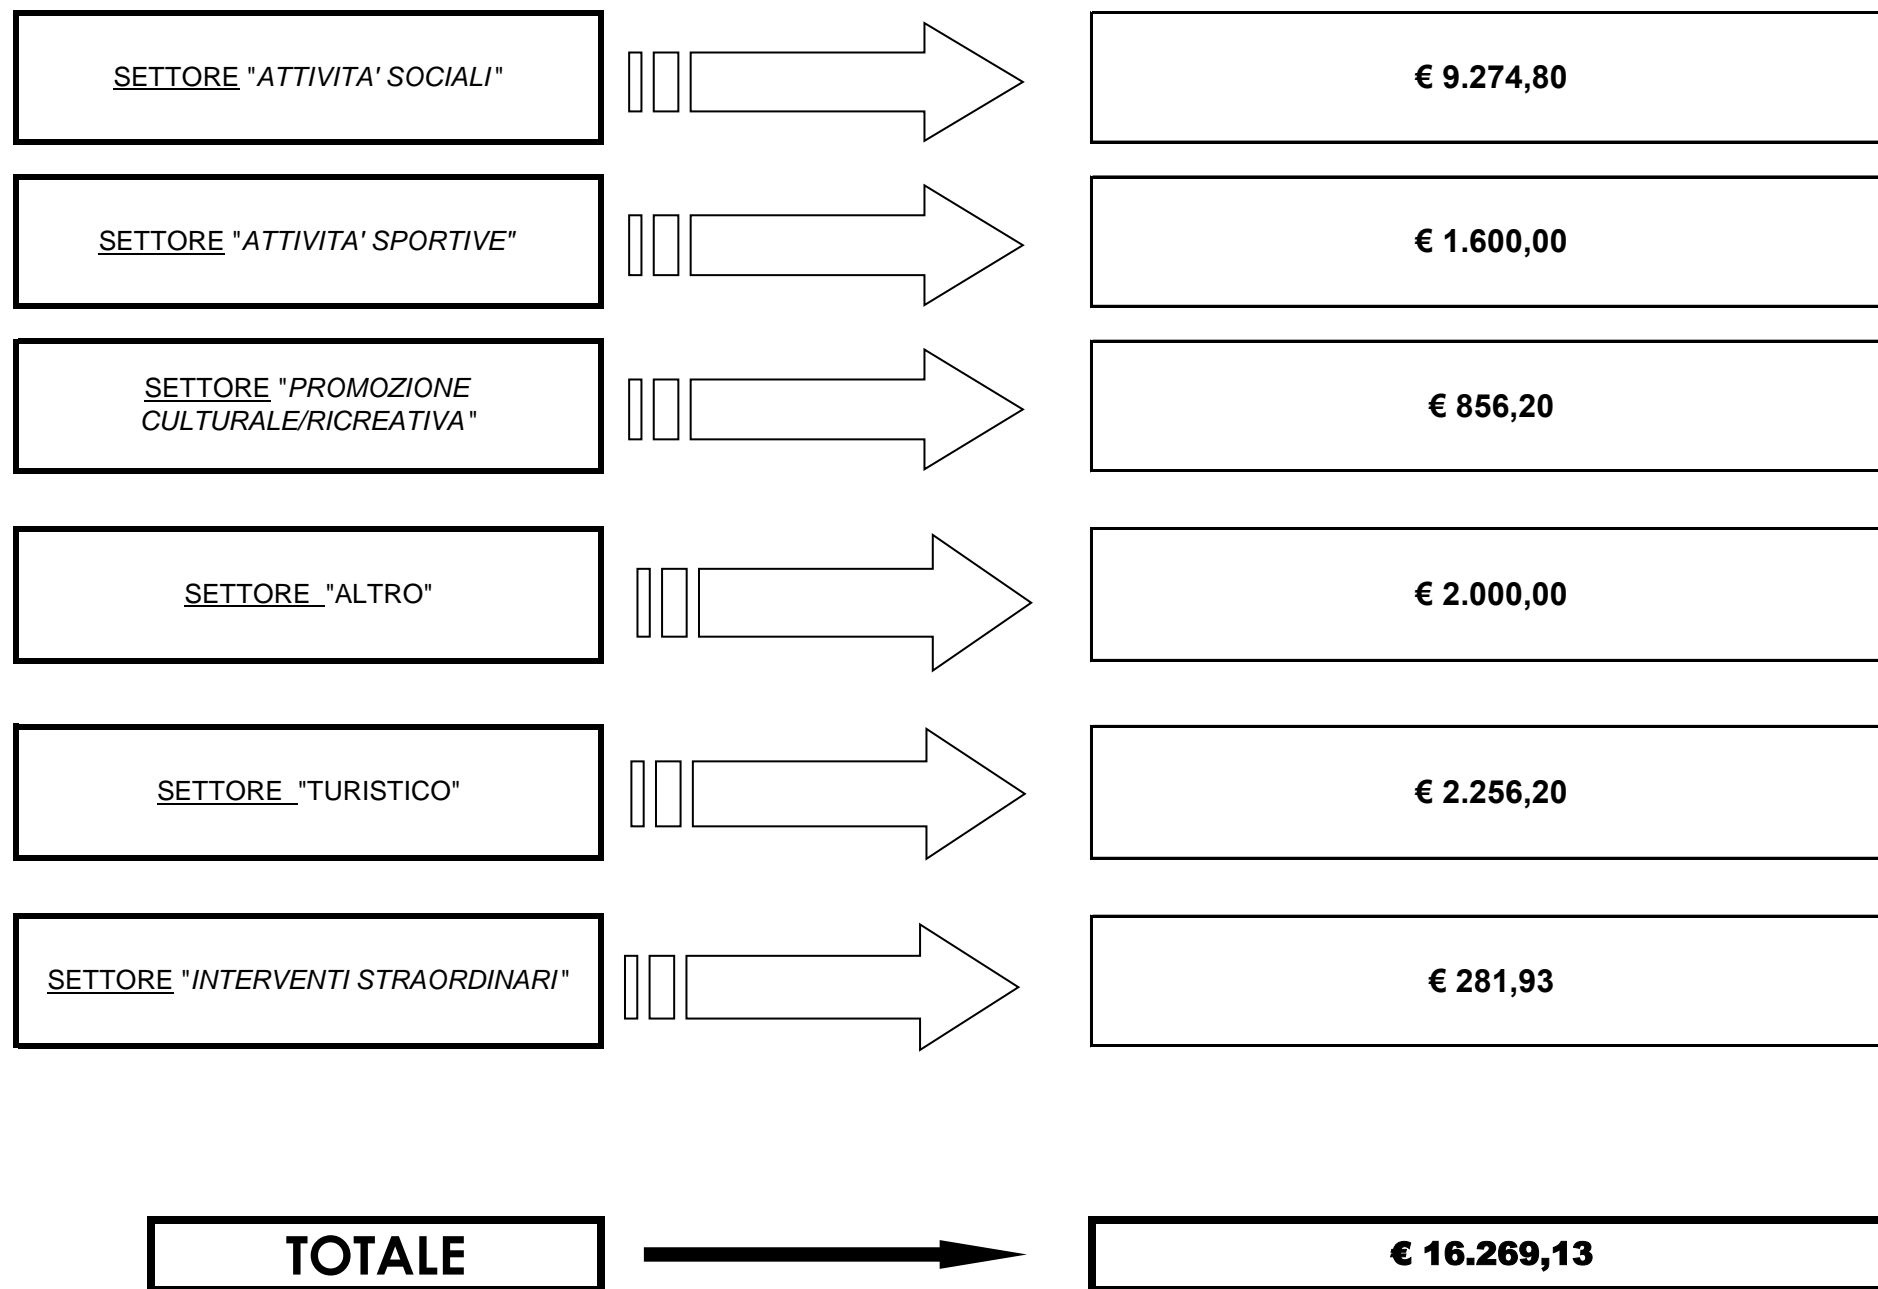 SETTORE "ATTIVITA' SOCIALI"
€ 9.274,80
SETTORE "ATTIVITA' SPORTIVE"
€ 1.600,00
SETTORE "PROMOZIONE
CULTURALE/RICREATIVA"
€ 856,20
SETTORE "ALTRO"
€ 2.000,00
SETTORE "TURISTICO"
€ 2.256,20
SETTORE "INTERVENTI STRAORDINARI"
€ 281,93
TOTALE
€ 16.269,13